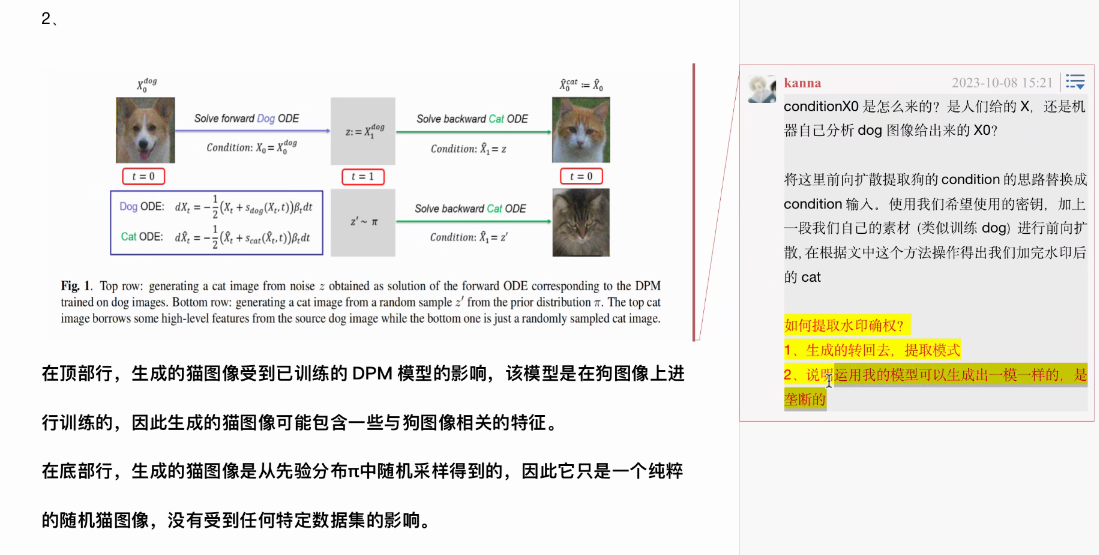 2、
X_0^{dog}
X̂_0^{cat} := X̂_0
Solve forward Dog ODE
z:= X_1^{dog}
Solve backward Cat ODE
Condition: X_0 = X_0^{dog}
Condition: X̂_1 = z
t = 0
t = 1
t = 0
Dog ODE: dX_t = -\frac{1}{2}(X_t + s_{dog}(X_t, t))β_t dt
Cat ODE: dX̂_t = -\frac{1}{2}(X̂_t + s_{cat}(X̂_t, t))β_t dt
z′ ~ π
Solve backward Cat ODE
Condition: X̂_1 = z′
Fig. 1. Top row: generating a cat image from noise z obtained as solution of the forward ODE corresponding to the DPM
trained on dog images. Bottom row: generating a cat image from a random sample z′ from the prior distribution π. The top cat
image borrows some high-level features from the source dog image while the bottom one is just a randomly sampled cat image.
在顶部行，生成的猫图像受到已训练的 DPM 模型的影响，该模型是在狗图像上进
行训练的，因此生成的猫图像可能包含一些与狗图像相关的特征。
在底部行，生成的猫图像是从先验分布π中随机采样得到的，因此它只是一个纯粹
的随机猫图像，没有受到任何特定数据集的影响。
kanna 2023-10-08 15:21
conditionX0 是怎么来的？是人们给的 X，还是机
器自己分析 dog 图像给出来的 X0？
将这里前向扩散提取狗的 condition 的思路替换成
condition 输入，使用我们希望使用的密钥，加上
一段我们自己的素材（类似训练 dog）进行前向扩
散，在根据文中这个方法操作得出我们加完水印后
的 cat
如何提取水印确权？
1、生成的转回去，提取模式
2、说明运用我的模型可以生成出一模一样的，是
垄断的